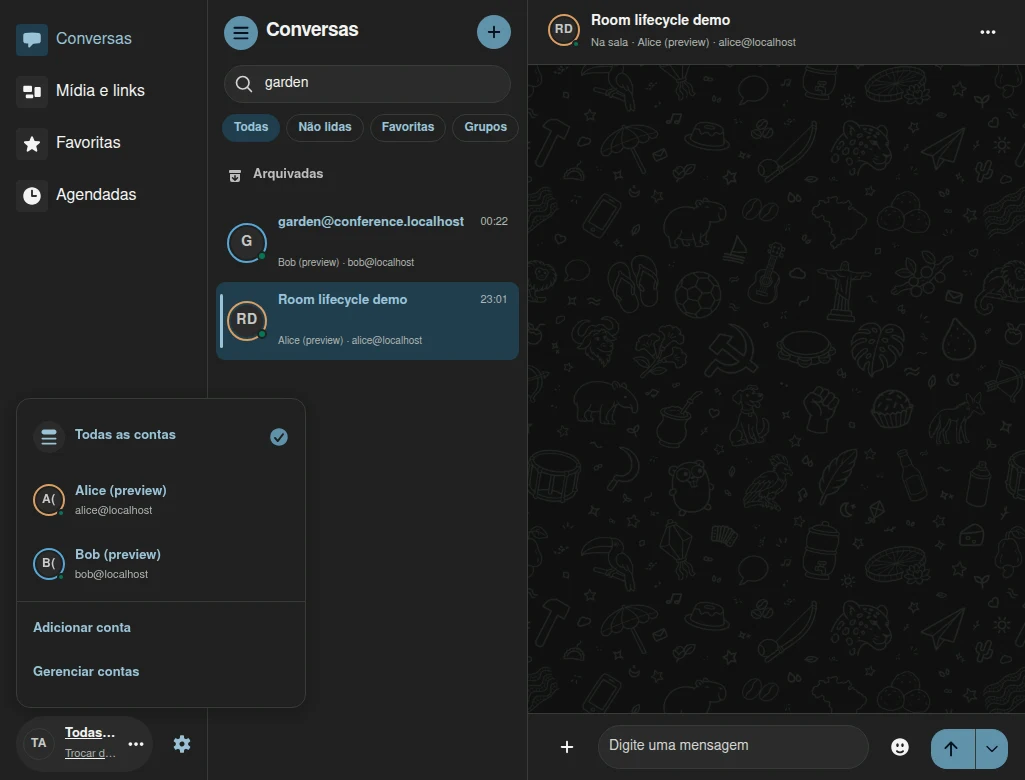 Conversas
Mídia e links
Favoritas
Agendadas
Conversas
garden
Todas
Não lidas
Favoritas
Grupos
Arquivadas
G
garden@conference.localhost 00:22
Bob (preview) · bob@localhost
RD
Room lifecycle demo 23:01
Alice (preview) · alice@localhost
Todas as contas
A(
Alice (preview)
alice@localhost
B(
Bob (preview)
bob@localhost
Adicionar conta
Gerenciar contas
TA
Todas...
Trocar d...
RD
Room lifecycle demo
Na sala · Alice (preview) · alice@localhost
Digite uma mensagem